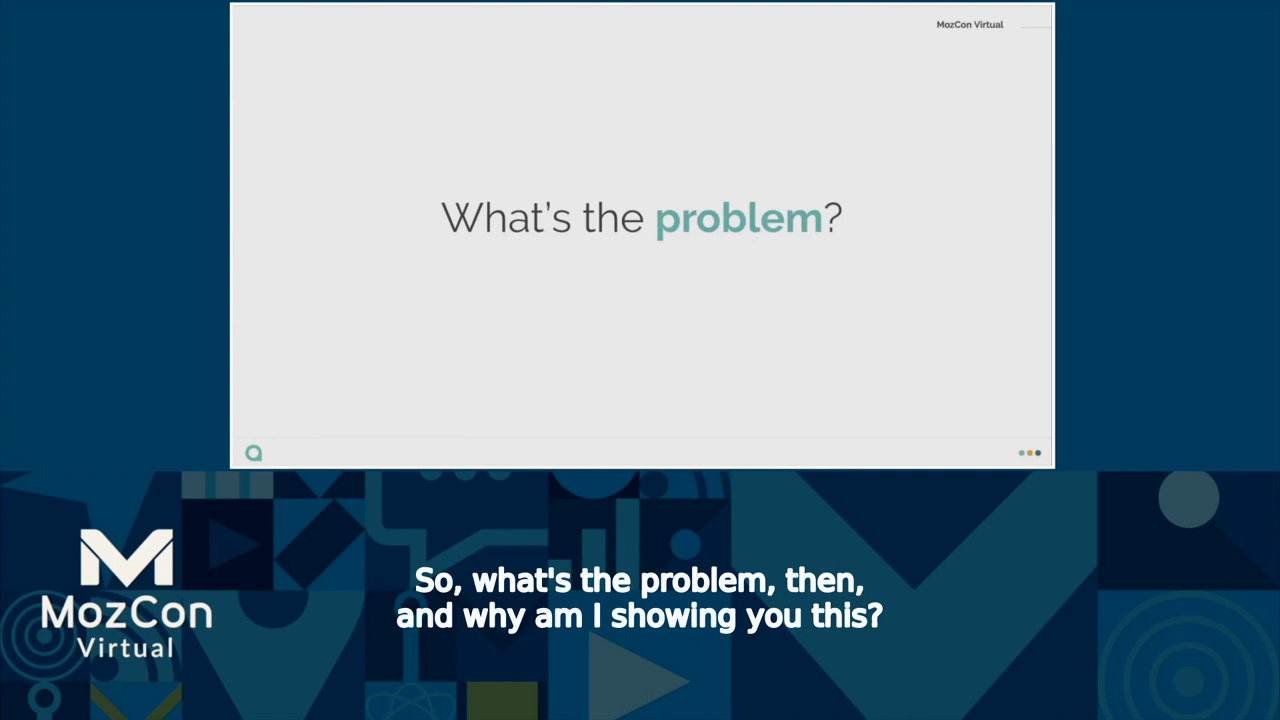 MozCon Virtual
What's the problem?
MozCon
Virtual
So, what's the problem, then,
and why am I showing you this?